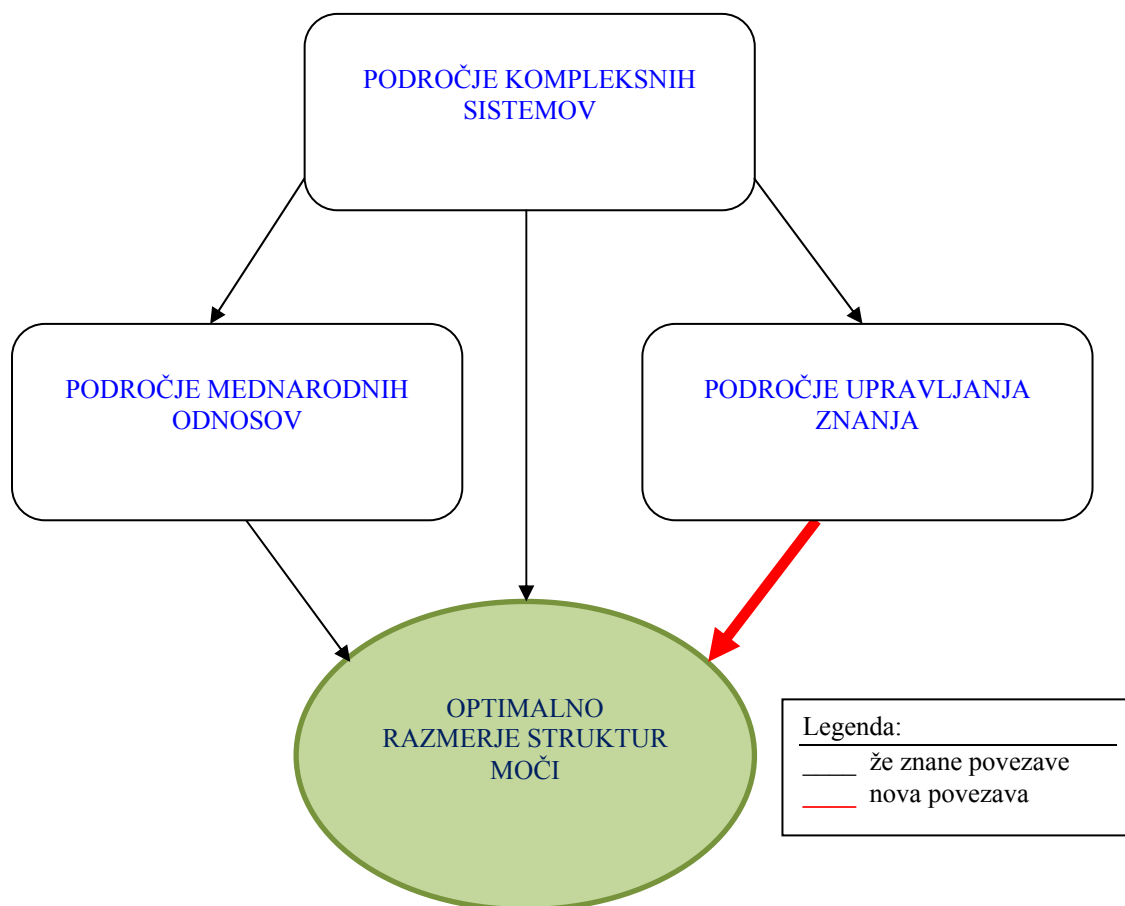 PODROČJE KOMPLEKSNIH
SISTEMOV
PODROČJE MEDNARODNIH
ODNOSOV
PODROČJE UPRAVLJANJA
ZNANJA
OPTIMALNO
RAZMERJE STRUKTUR
MOČI
Legenda:
____ že znane povezave
____ nova povezava